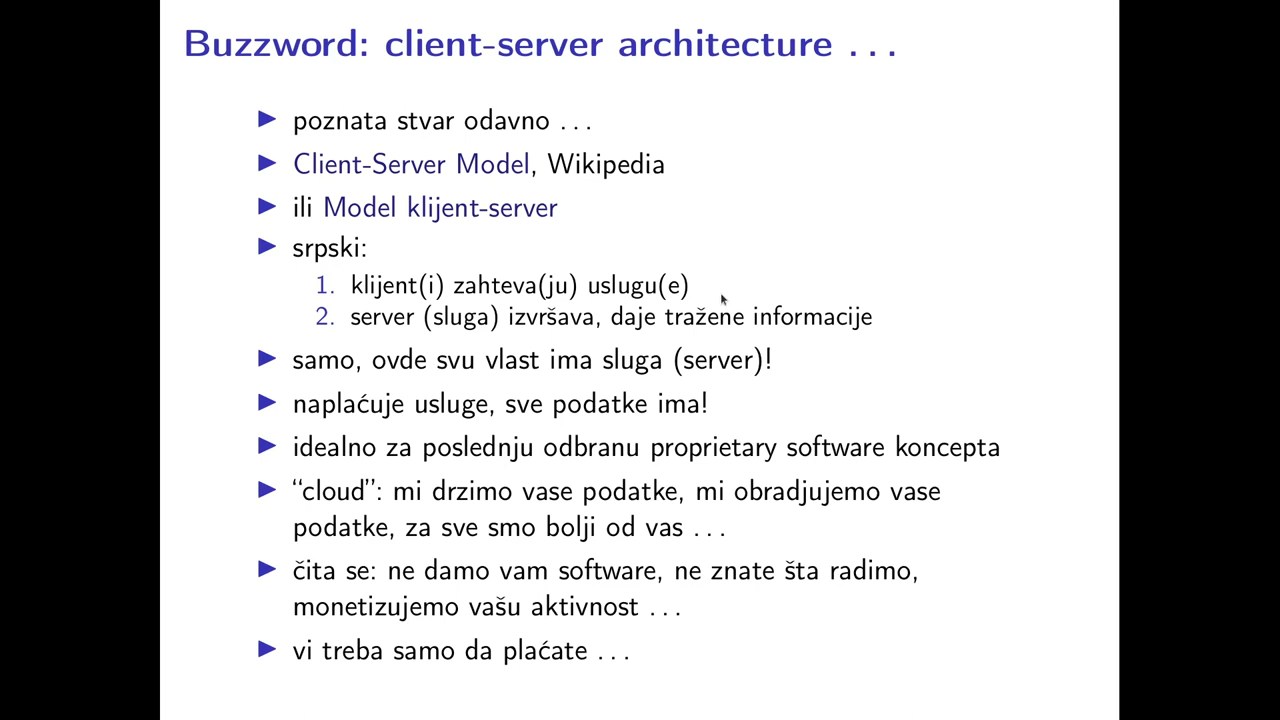 Buzzword: client-server architecture ...
▶ poznata stvar odavno ...
▶ Client-Server Model, Wikipedia
▶ ili Model klijent-server
▶ srpski:
1. klijent(i) zahteva(ju) uslugu(e)
2. server (sluga) izvršava, daje tražene informacije
▶ samo, ovde svu vlast ima sluga (server)!
▶ naplaćuje usluge, sve podatke ima!
▶ idealno za poslednju odbranu proprietary software koncepta
▶ “cloud”: mi drzimo vase podatke, mi obradjujemo vase
podatke, za sve smo bolji od vas ...
▶ čita se: ne damo vam software, ne znate šta radimo,
monetizujemo vašu aktivnost ...
▶ vi treba samo da plaćate ...